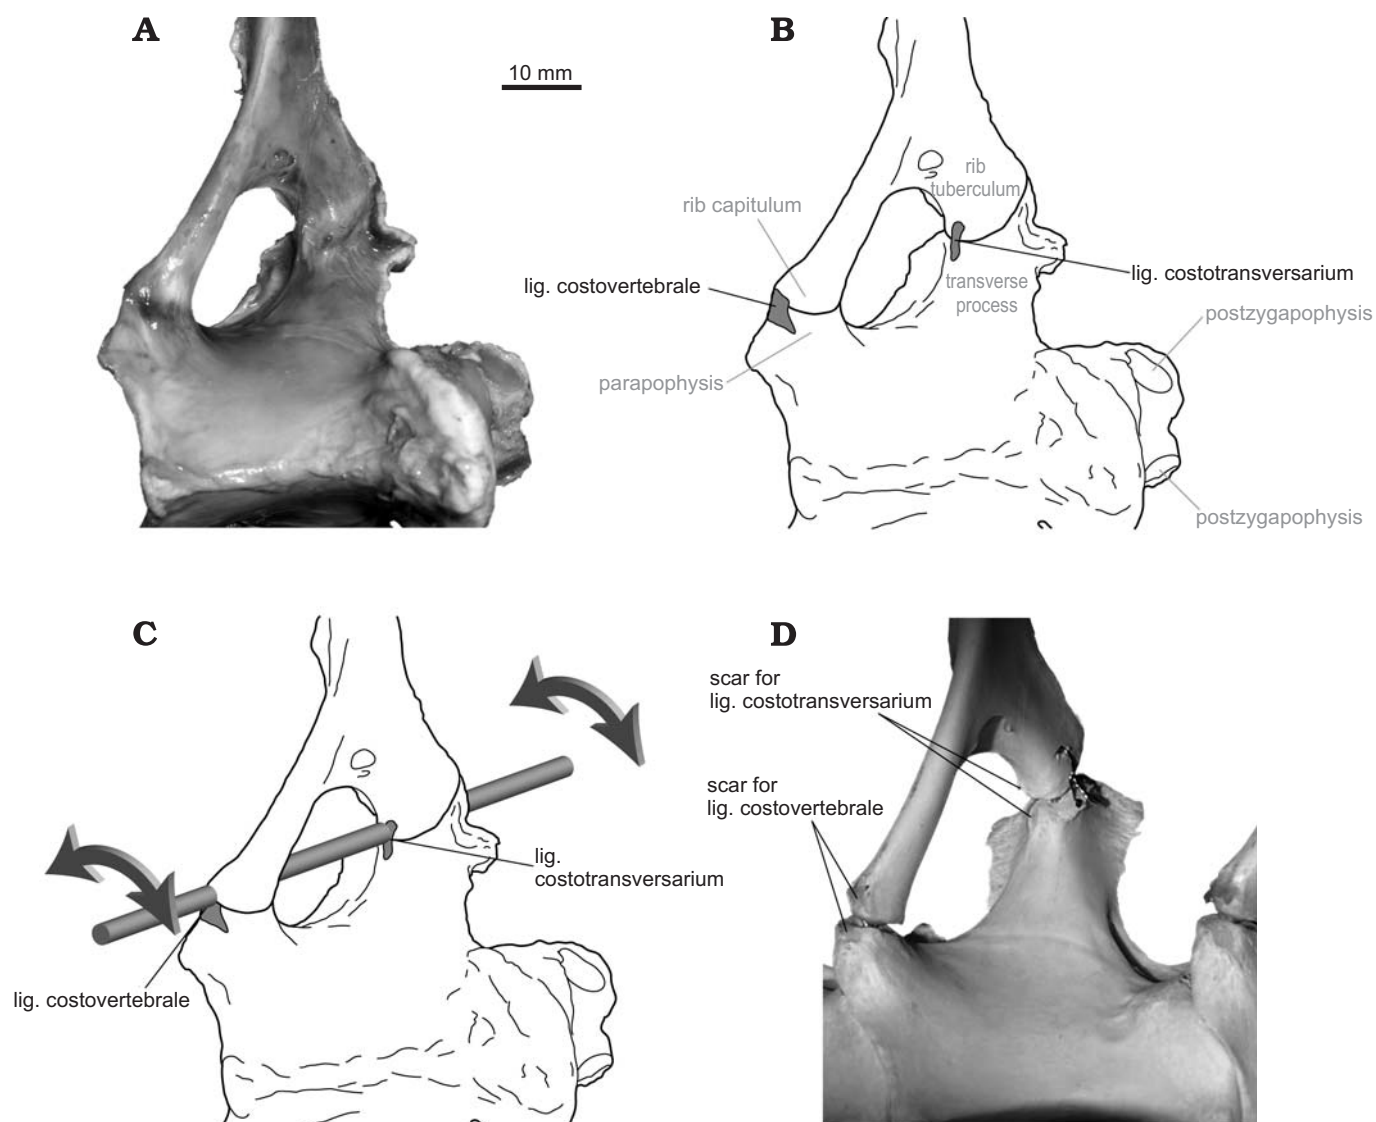 A
10 mm
B
rib
tuberculum
rib capitulum
lig. costovertebrale
transverse
process
lig. costotransversarium
postzygapophysis
parapophysis
postzygapophysis
C
lig.
costotransversarium
lig. costovertebrale
D
scar for
lig. costotransversarium
scar for
lig. costovertebrale